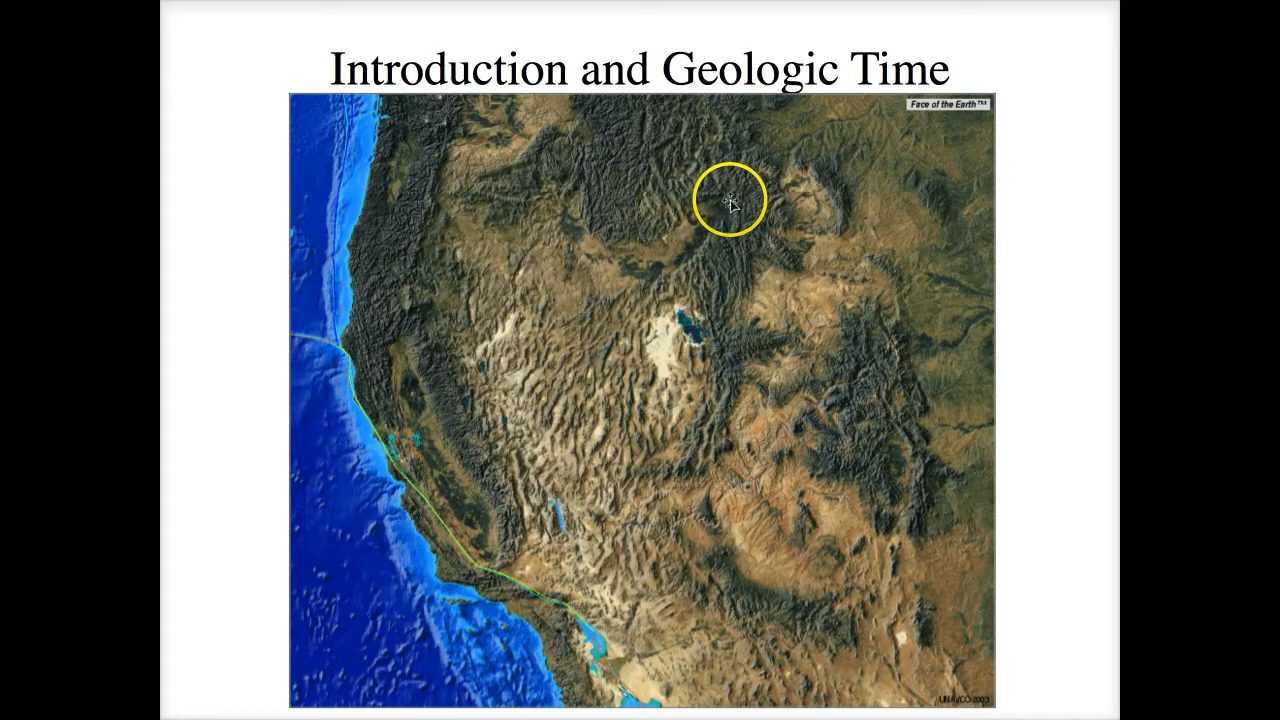 Introduction and Geologic Time
Face of the Earth™
UNAVCO 2003